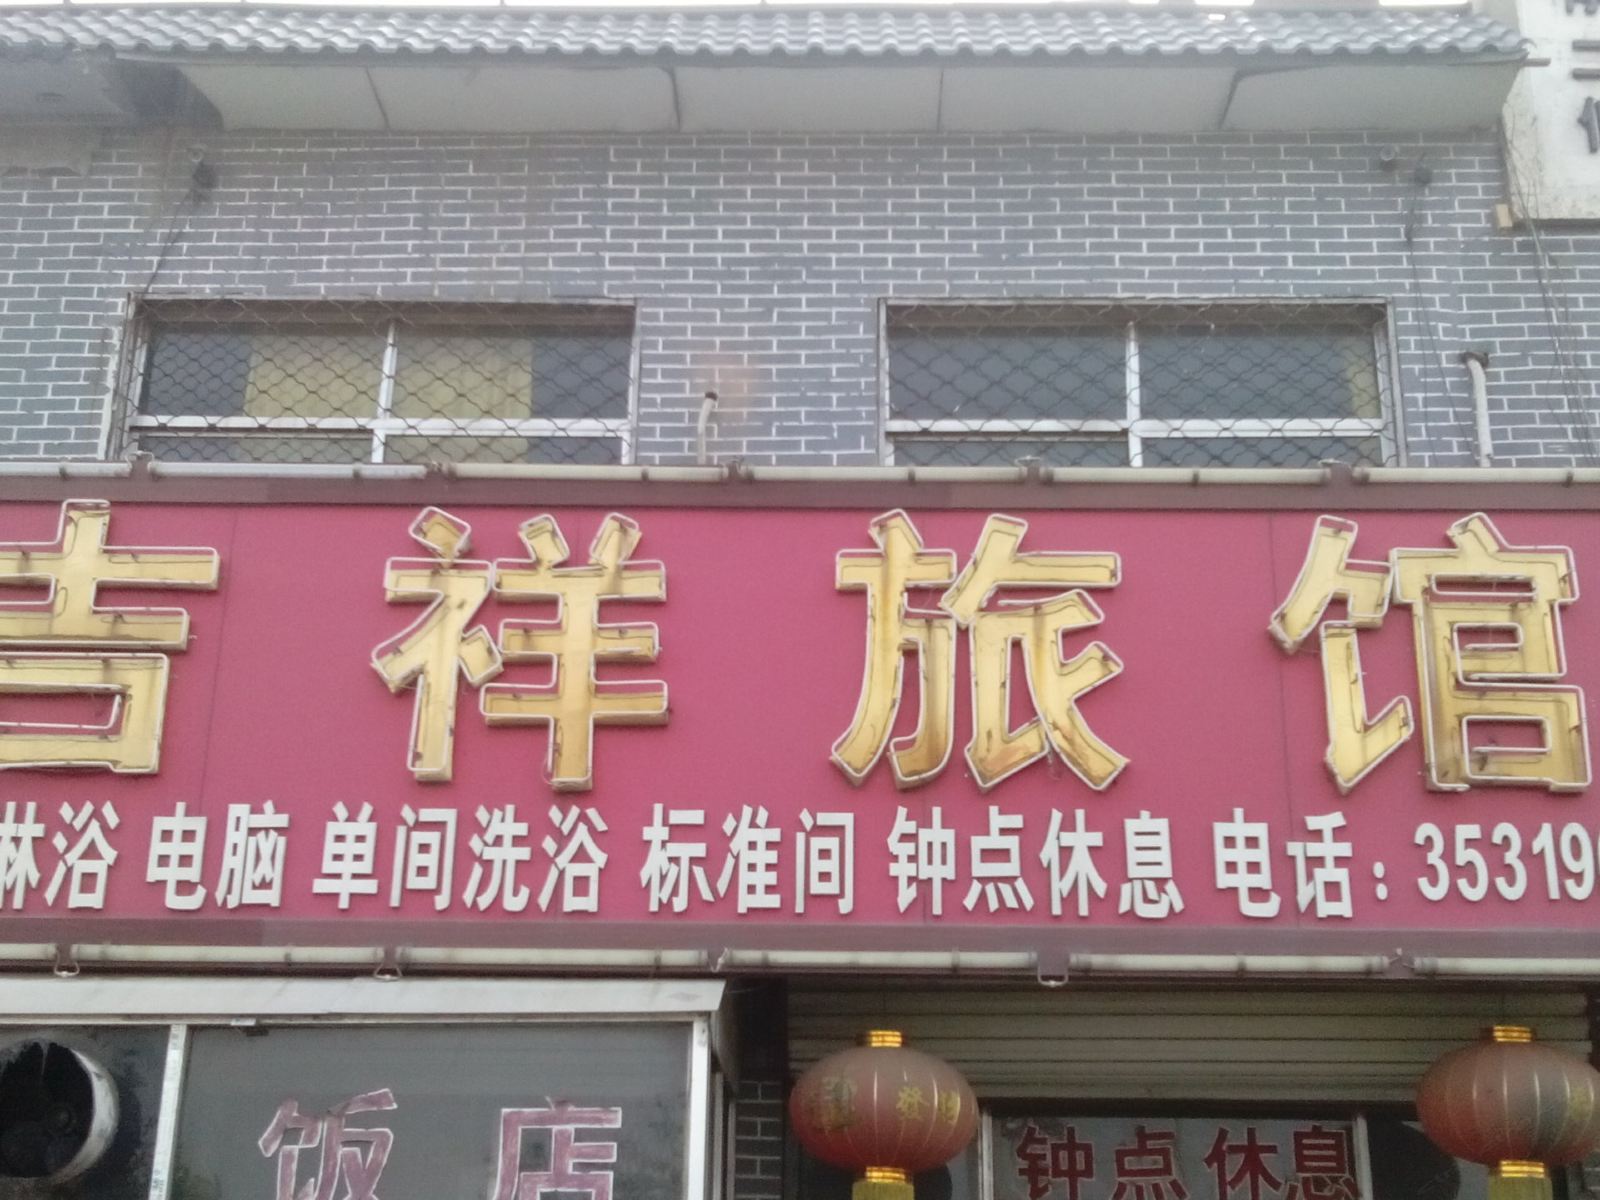 吉祥旅馆
淋浴 电脑 单间洗浴 标准间 钟点休息 电话：35319
饭店
钟点休息